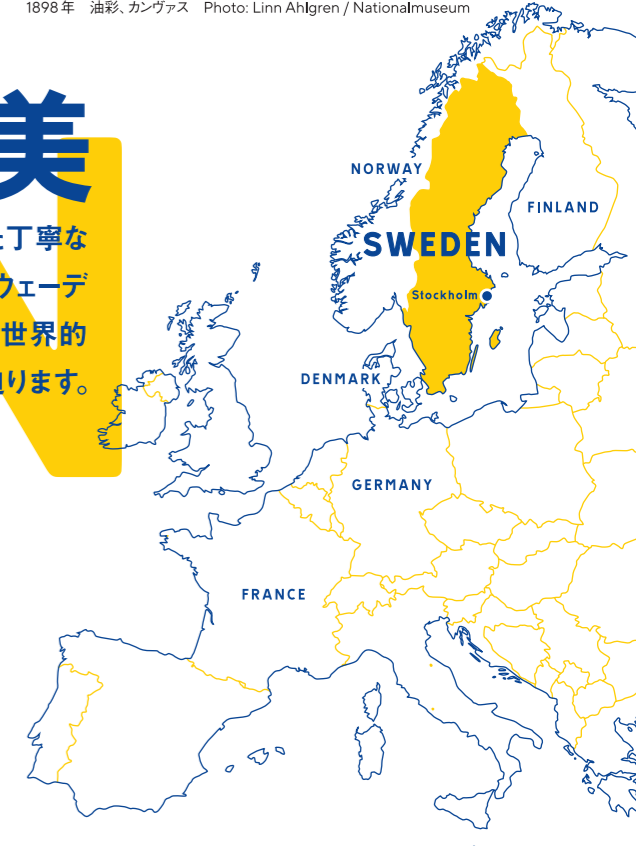 1898年　油彩、カンヴァス　Photo: Linn Ahlgren / Nationalmuseum
美
丁寧な
ウェーデ
世界的
ります。
NORWAY
FINLAND
SWEDEN
Stockholm
DENMARK
GERMANY
FRANCE